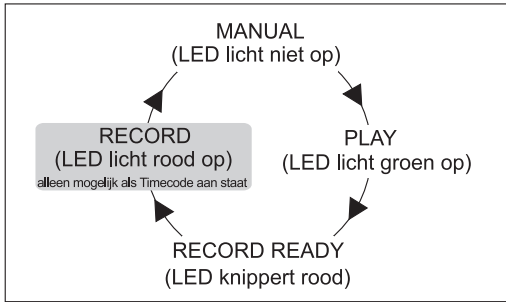 MANUAL
(LED licht niet op)
RECORD
(LED licht rood op)
alleen mogelijk als Timecode aan staat
PLAY
(LED licht groen op)
RECORD READY
(LED knippert rood)